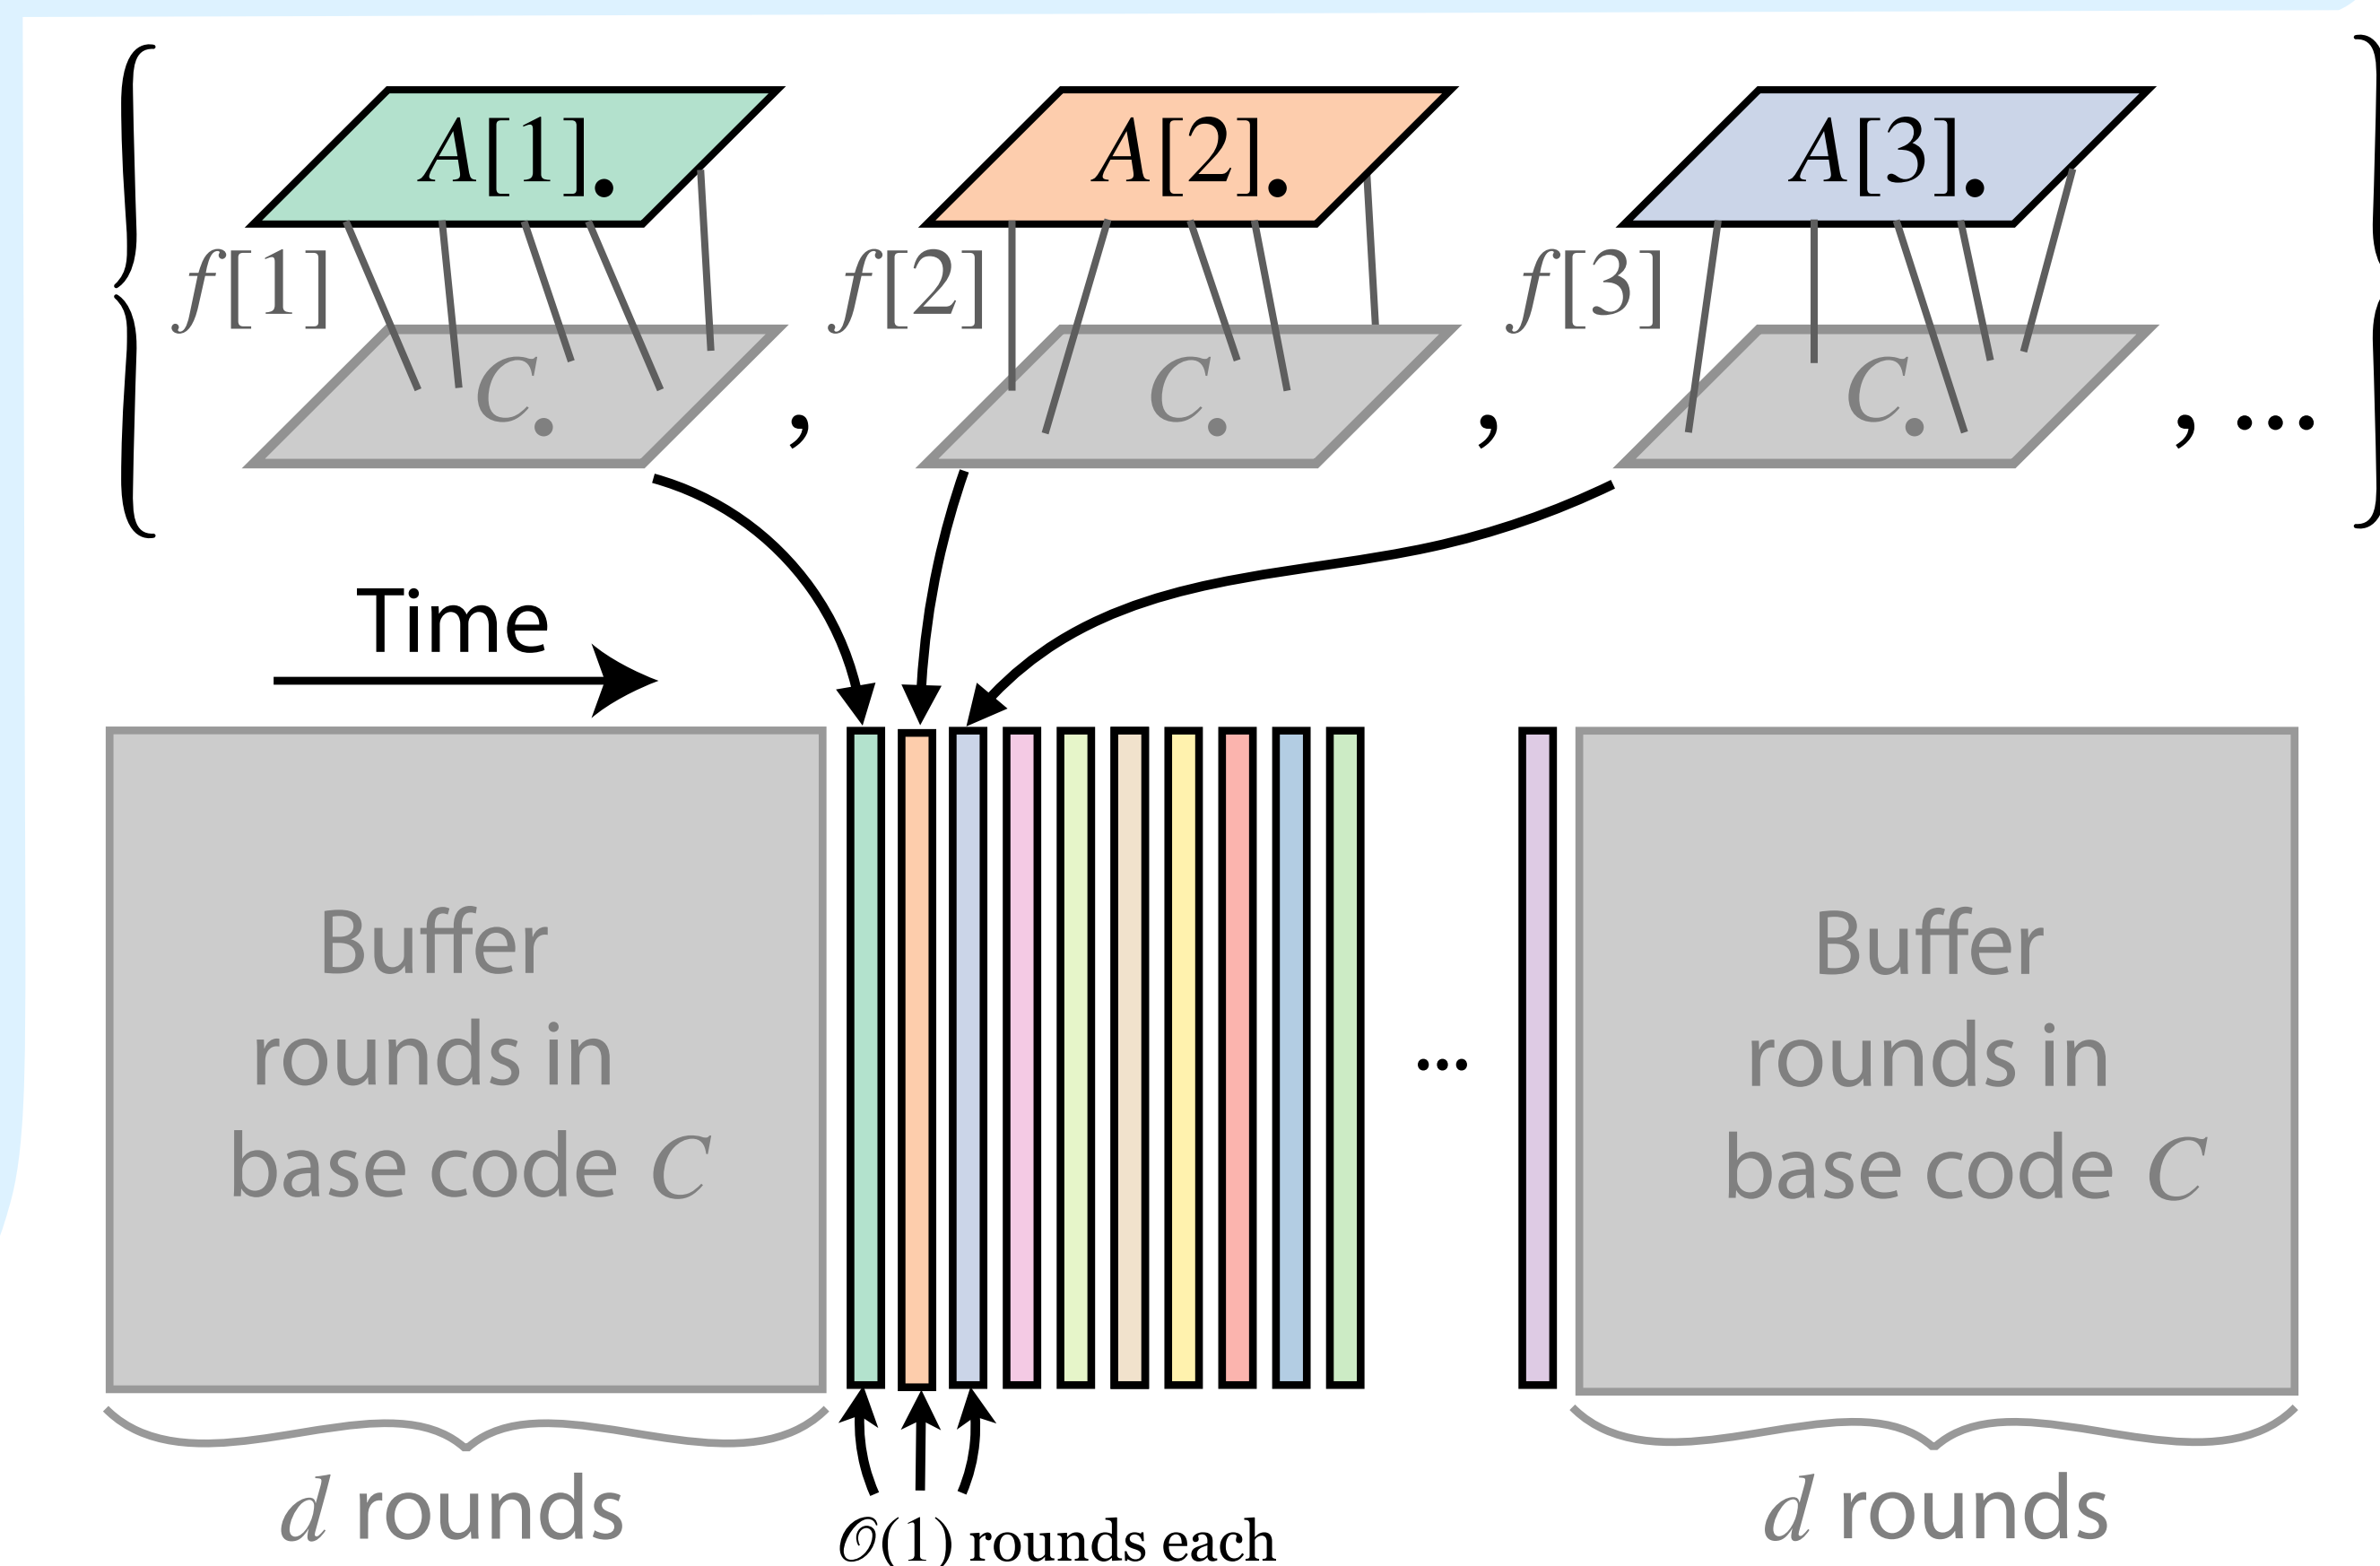 A[1]• A[2]• A[3]•
f[1] f[2] f[3]
C• , C• , C• , ...
Time
Buffer
rounds in
base code C
...
Buffer
rounds in
base code C
d rounds
d rounds
𝒪(1) rounds each